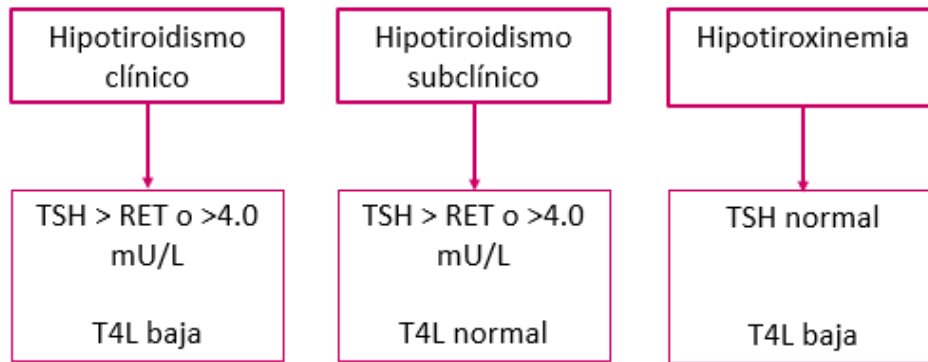 Hipotiroidismo
clínico
Hipotiroidismo
subclínico
Hipotiroxinemia
TSH > RET o >4.0
mU/L
T4L baja
TSH > RET o >4.0
mU/L
T4L normal
TSH normal
T4L baja